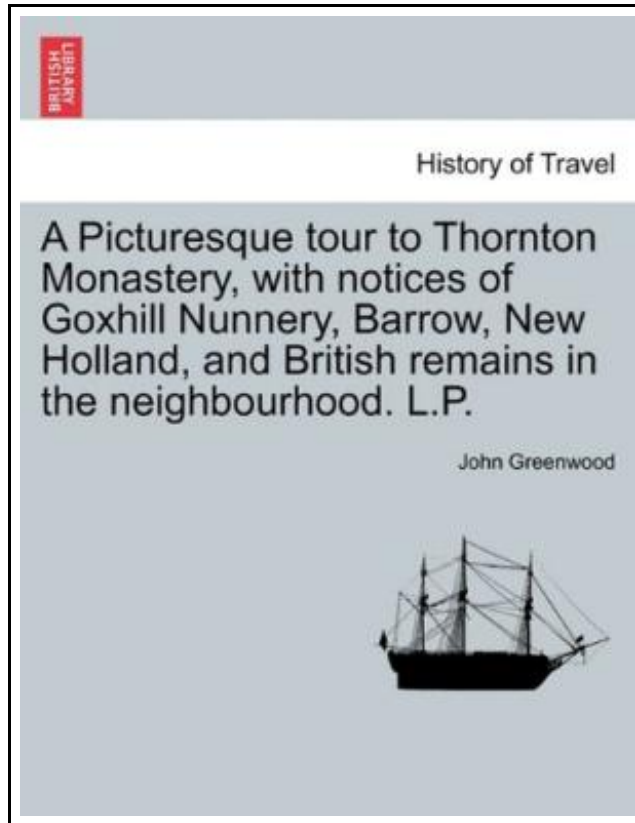 BRITISH
LIBRARY
History of Travel
A Picturesque tour to Thornton
Monastery, with notices of
Goxhill Nunnery, Barrow, New
Holland, and British remains in
the neighbourhood. L.P.
John Greenwood